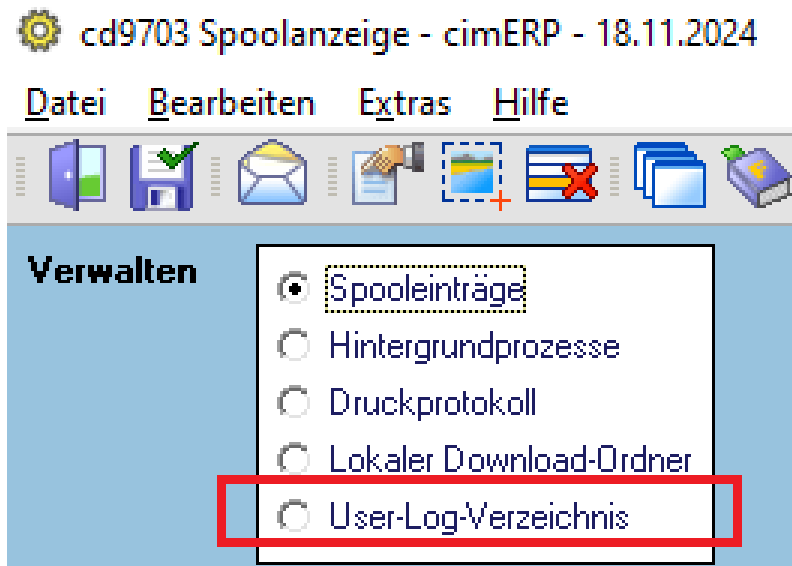 cd9703 Spoolanzeige - cimERP - 18.11.2024
Datei Bearbeiten Extras Hilfe
Verwalten
Spooleinträge
Hintergrundprozesse
Druckprotokoll
Lokaler Download-Ordner
User-Log-Verzeichnis